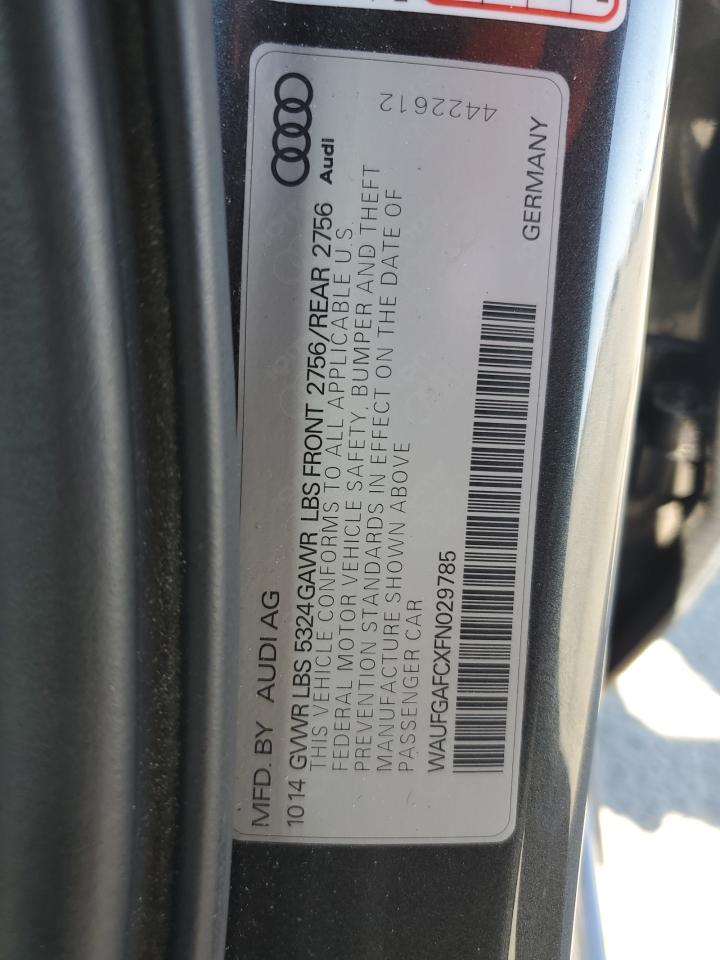 MFD. BY AUDI AG
Audi
1014 GVWR LBS 5324 GAWR LBS FRONT 2756/REAR 2756
THIS VEHICLE CONFORMS TO ALL APPLICABLE U.S.
FEDERAL MOTOR VEHICLE SAFETY, BUMPER AND THEFT
PREVENTION STANDARDS IN EFFECT ON THE DATE OF
MANUFACTURE SHOWN ABOVE
PASSENGER CAR
4422612
WAUFGAFCXFN029785
GERMANY